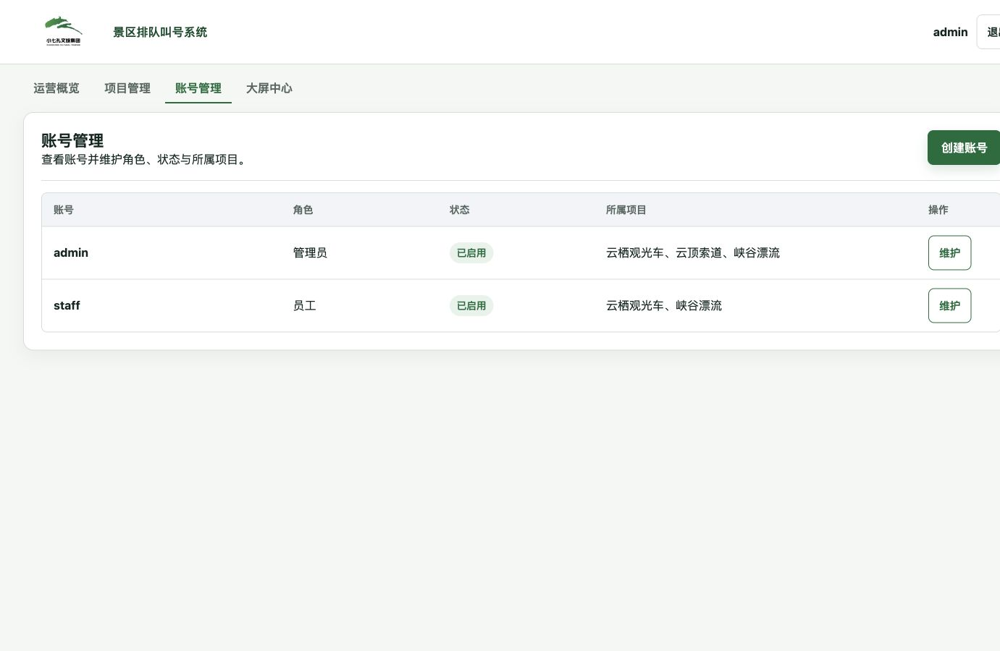 小七孔文旅集团
景区排队叫号系统
admin
运营概览 项目管理 账号管理 大屏中心
账号管理
查看账号并维护角色、状态与所属项目。
创建账号
账号 角色 状态 所属项目 操作
admin 管理员 已启用 云栖观光车、云顶索道、峡谷漂流 维护
staff 员工 已启用 云栖观光车、峡谷漂流 维护